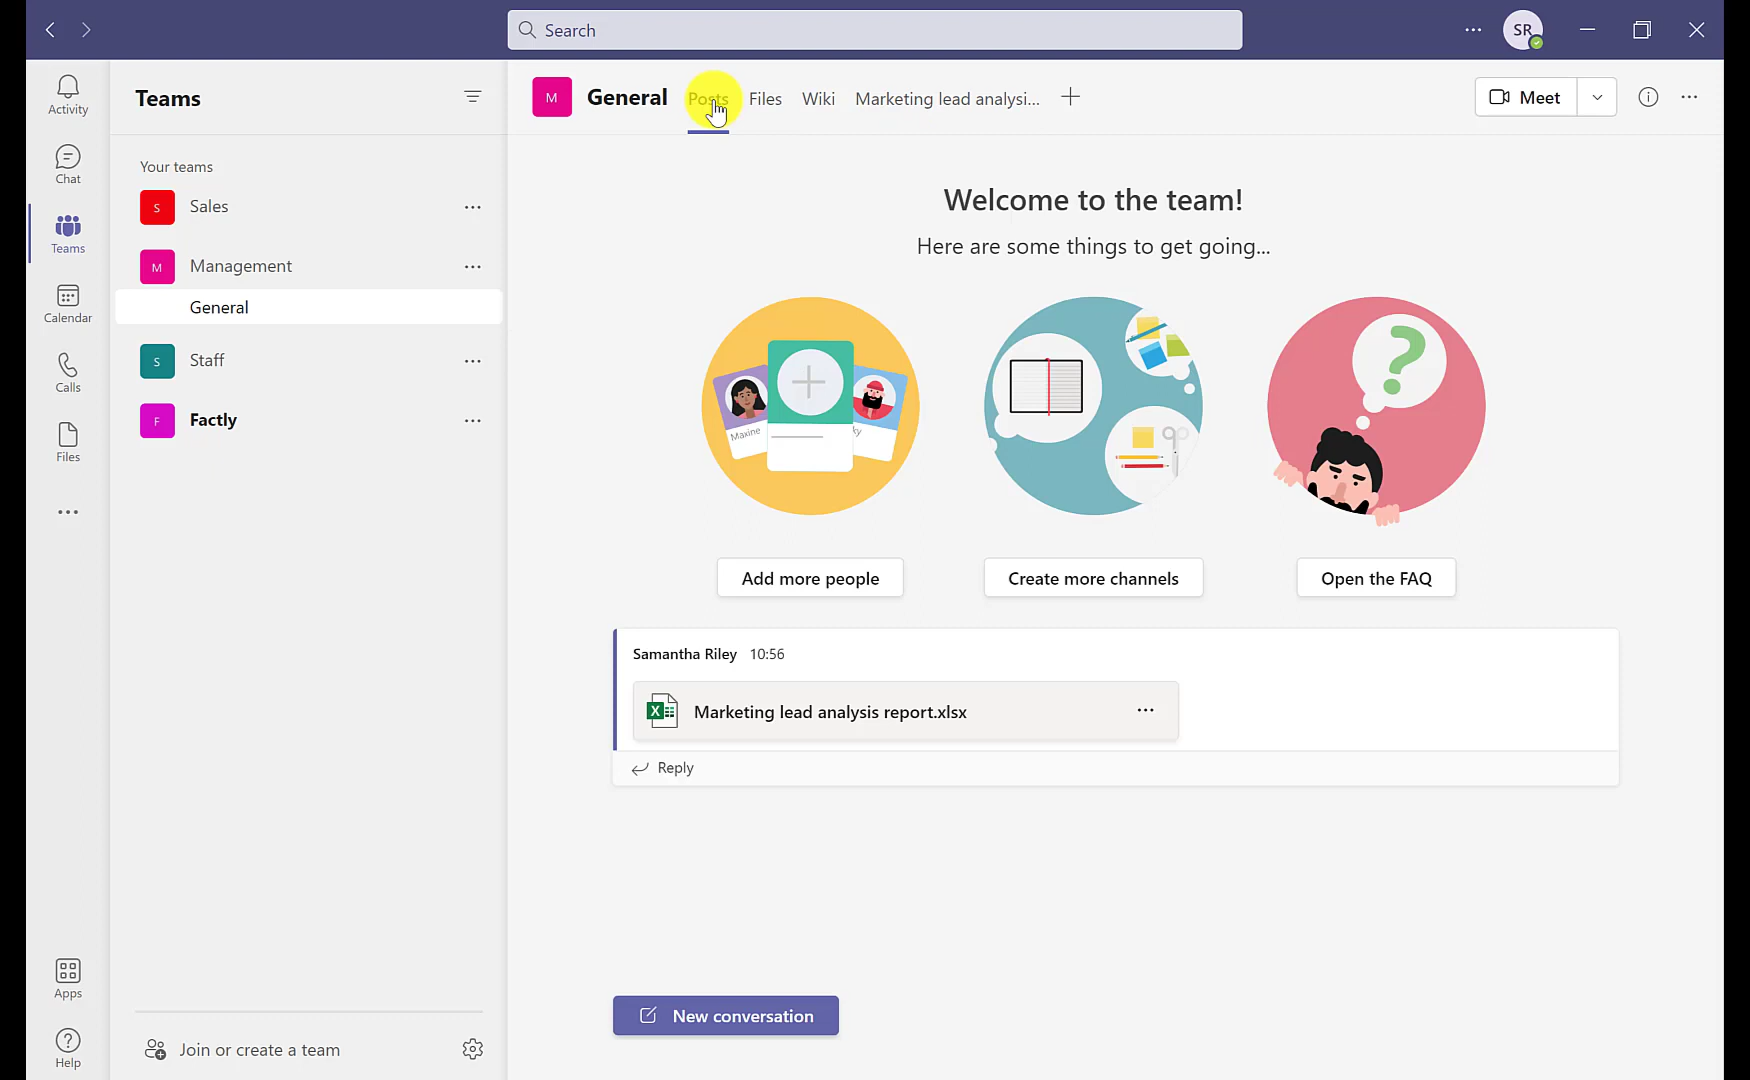 Search
SR
Activity
Chat
Teams
Calendar
Calls
Files
Apps
Help
Teams
Your teams
S Sales
M Management
General
S Staff
F Factly
Join or create a team
M General Posts Files Wiki Marketing lead analysi...
Meet
Welcome to the team!
Here are some things to get going...
Maxine
ky
Add more people
Create more channels
Open the FAQ
Samantha Riley 10:56
X Marketing lead analysis report.xlsx
Reply
New conversation